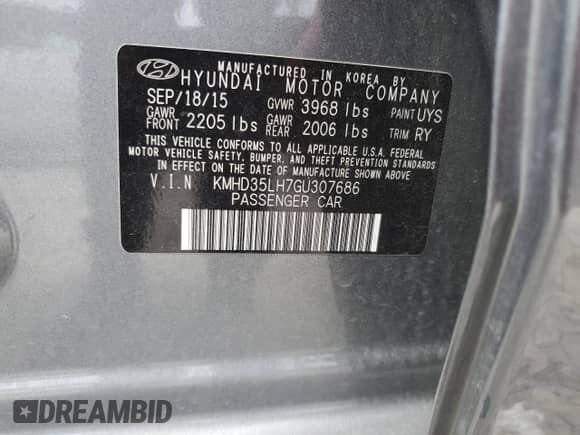 MANUFACTURED IN KOREA BY
HYUNDAI MOTOR COMPANY
SEP/18/15 GVWR 3968 lbs PAINT UYS
GAWR FRONT 2205 lbs GAWR REAR 2006 lbs TRIM RY
THIS VEHICLE CONFORMS TO ALL APPLICABLE U.S.A. FEDERAL
MOTOR VEHICLE SAFETY, BUMPER, AND THEFT PREVENTION STANDARDS
IN EFFECT ON THE DATE OF MANUFACTURE SHOWN ABOVE.
V.I.N KMHD35LH7GU307686
PASSENGER CAR
DREAMBID